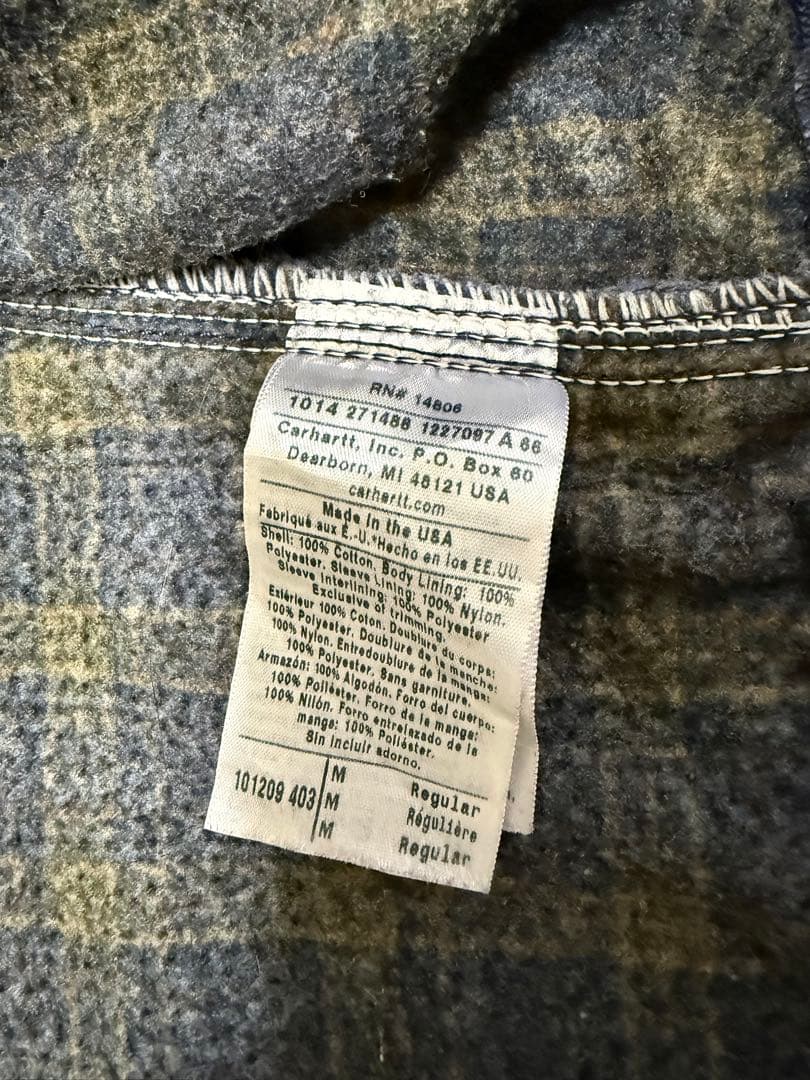 RN# 14806
1014 271488 1227097 A 66
Carhartt, Inc. P.O. Box 60
Dearborn, MI 48121 USA
carhartt.com
Made in the USA
Fabriqué aux É.-U.*Hecho en los EE.UU.
Shell: 100% Cotton. Body Lining: 100%
Polyester. Sleeve Lining: 100% Nylon.
Sleeve Interlining: 100% Polyester
Exclusive of trimming.
Extérieur 100% Coton. Doublure du corps:
100% Polyester. Doublure de la manche:
100% Nylon. Entredoublure de la manga:
100% Polyester. Sans garniture.
Armazón: 100% Algodón. Forro del cuerpo:
100% Poliéster. Forro de la manga:
100% Nilón. Forro entrelazado de la
manga: 100% Poliéster.
Sin incluir adorno.
101209 403
M Regular
M Régulière
M Regular